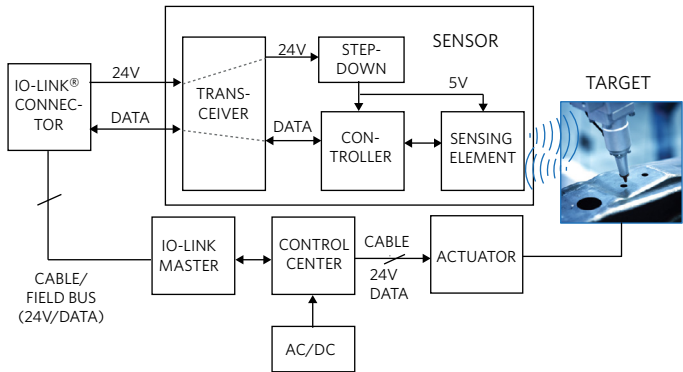 SENSOR
24V
STEP-
DOWN
24V
IO-LINK®
CONNEC-
TOR
TRANS-
CEIVER
5V
TARGET
DATA
DATA
CON-
TROLLER
SENSING
ELEMENT
IO-LINK
MASTER
CONTROL
CENTER
CABLE
24V
DATA
ACTUATOR
CABLE/
FIELD BUS
(24V/DATA)
AC/DC